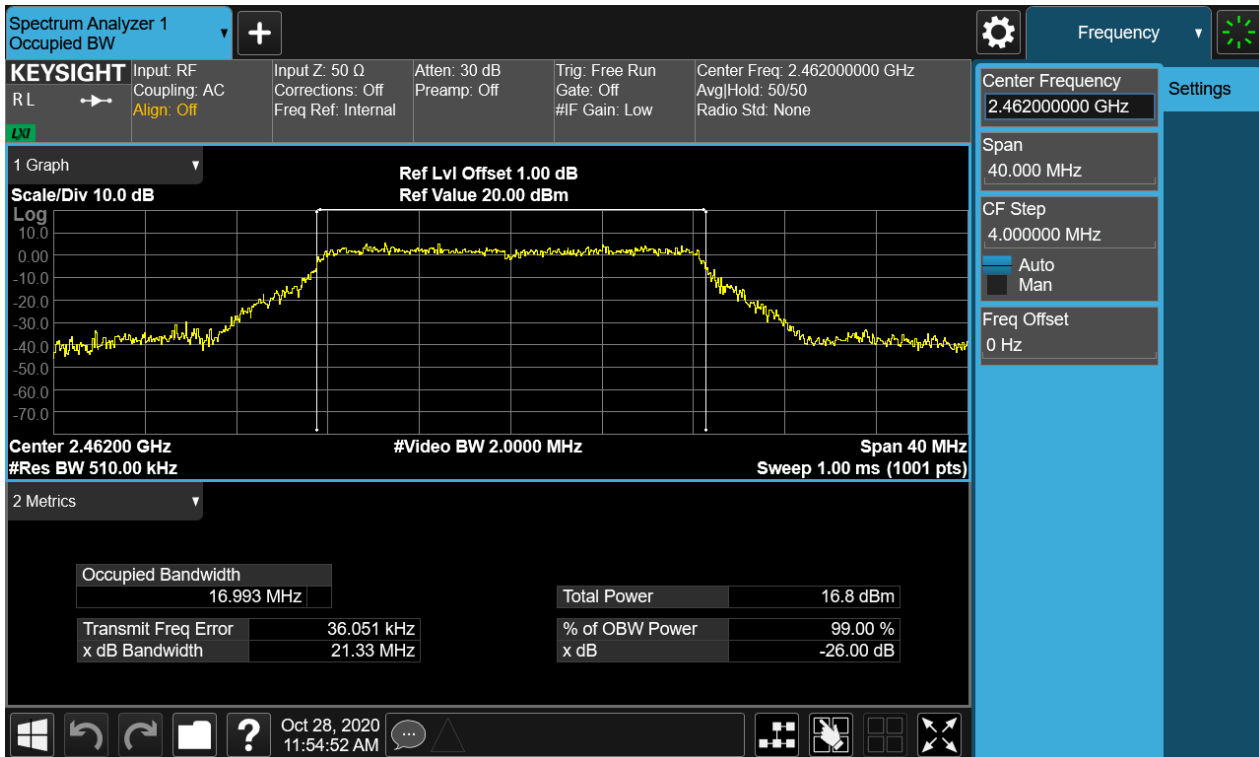 Spectrum Analyzer 1
Occupied BW
+
Frequency
KEYSIGHT
R L
LXI
Input: RF
Coupling: AC
Align: Off
Input Z: 50 Ω
Corrections: Off
Freq Ref: Internal
Atten: 30 dB
Preamp: Off
Trig: Free Run
Gate: Off
#IF Gain: Low
Center Freq: 2.462000000 GHz
Avg|Hold: 50/50
Radio Std: None
Center Frequency
2.462000000 GHz
Settings
Span
40.000 MHz
CF Step
4.000000 MHz
Auto
Man
Freq Offset
0 Hz
1 Graph
Scale/Div 10.0 dB
Ref Lvl Offset 1.00 dB
Ref Value 20.00 dBm
Log
10.0
0.00
-10.0
-20.0
-30.0
-40.0
-50.0
-60.0
-70.0
Center 2.46200 GHz
#Video BW 2.0000 MHz
Span 40 MHz
#Res BW 510.00 kHz
Sweep 1.00 ms (1001 pts)
2 Metrics
Occupied Bandwidth
16.993 MHz
Total Power 16.8 dBm
Transmit Freq Error 36.051 kHz
% of OBW Power 99.00 %
x dB Bandwidth 21.33 MHz
x dB -26.00 dB
?
Oct 28, 2020
11:54:52 AM